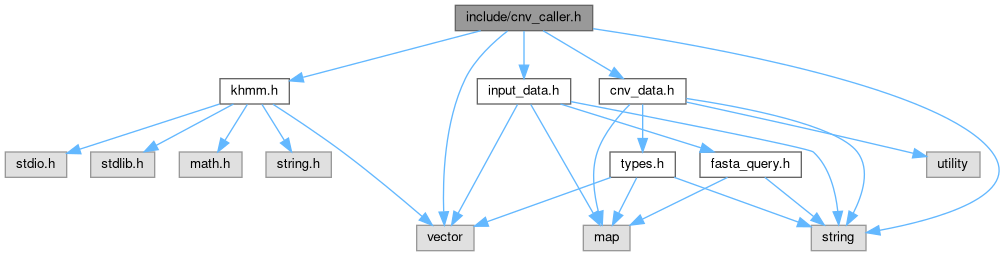 include/cnv_caller.h
khmm.h
input_data.h
cnv_data.h
stdio.h
stdlib.h
math.h
string.h
types.h
fasta_query.h
utility
vector
map
string